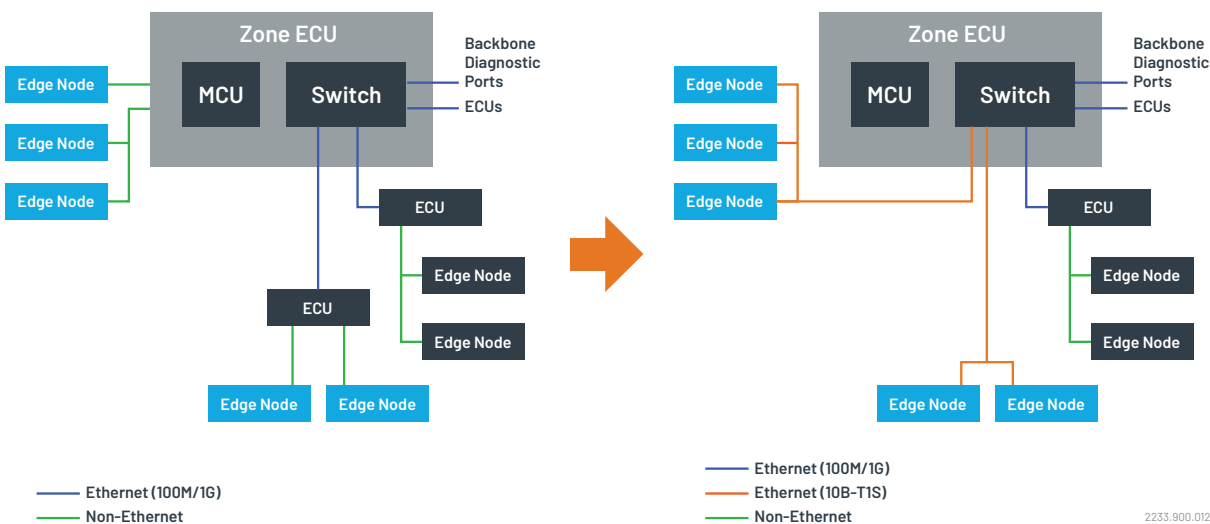 Zone ECU
MCU
Switch
Backbone
Diagnostic
Ports
ECUs
Edge Node
Edge Node
Edge Node
ECU
Edge Node
Edge Node
ECU
Edge Node
Edge Node
Ethernet (100M/1G)
Non-Ethernet
Zone ECU
MCU
Switch
Backbone
Diagnostic
Ports
ECUs
Edge Node
Edge Node
Edge Node
ECU
Edge Node
Edge Node
Edge Node
Edge Node
Ethernet (100M/1G)
Ethernet (10B-T1S)
Non-Ethernet
2233.900.012